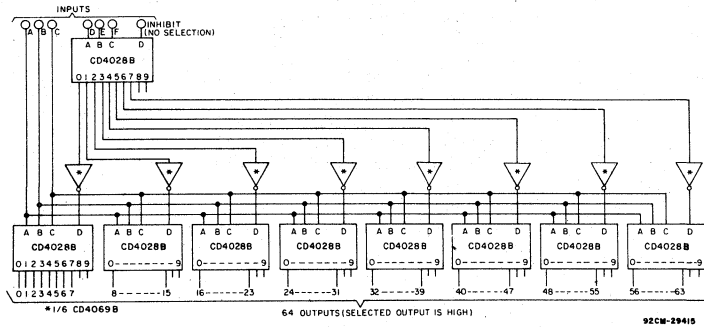 INPUTS
A B C D E F INHIBIT
(NO SELECTION)
A B C D
CD4028B
0 1 2 3 4 5 6 7 8 9
* * * * * * * *
A B C D A B C D A B C D A B C D A B C D A B C D A B C D A B C D
CD4028B CD4028B CD4028B CD4028B CD4028B CD4028B CD4028B CD4028B
0 1 2 3 4 5 6 7 8 9 0--------9 0--------9 0--------9 0--------9 0--------9 0--------9 0--------9
0 1 2 3 4 5 6 7 8------15 16------23 24------31 32------39 40------47 48------55 56------63
*1/6 CD4069B
64 OUTPUTS (SELECTED OUTPUT IS HIGH)
92CM-29415